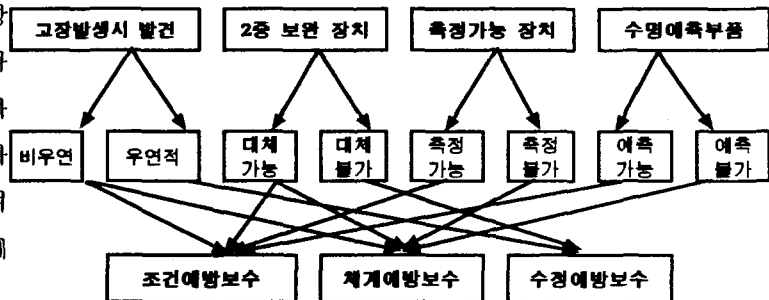 고장발생시 발견
2중 보완 장치
측정가능 장치
수명예측부품
비우연
우연적
대체
가능
대체
불가
측정
가능
측정
불가
예측
가능
예측
불가
조건예방보수
체계예방보수
수정예방보수